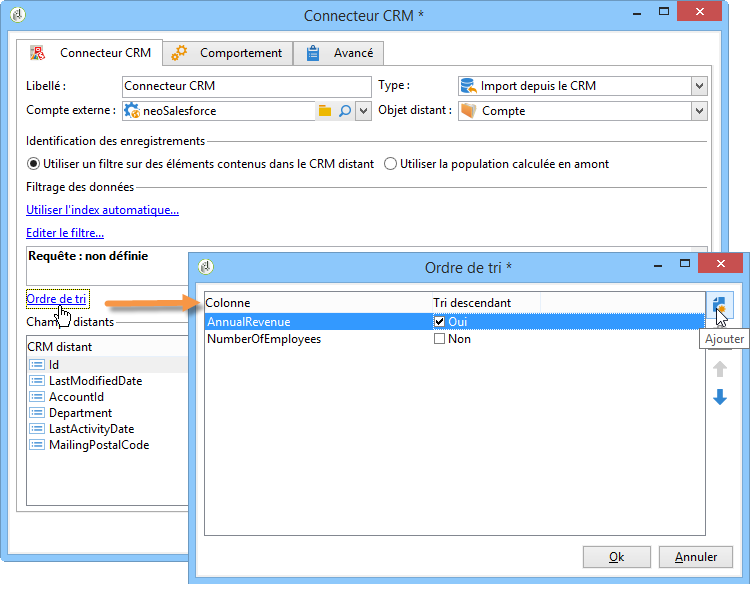 Connecteur CRM *
Connecteur CRM Comportement Avancé
Libellé : Connecteur CRM Type : Import depuis le CRM
Compte externe : neoSalesforce Objet distant : Compte
Identification des enregistrements
Utiliser un filtre sur des éléments contenus dans le CRM distant Utiliser la population calculée en amont
Filtrage des données
Utiliser l'index automatique...
Editer le filtre...
Requête : non définie
Ordre de tri
Champs distants
CRM distant
Id
LastModifiedDate
AccountId
Department
LastActivityDate
MailingPostalCode
Ordre de tri *
Colonne Tri descendant
AnnualRevenue Oui
NumberOfEmployees Non
Ajouter
Ok Annuler